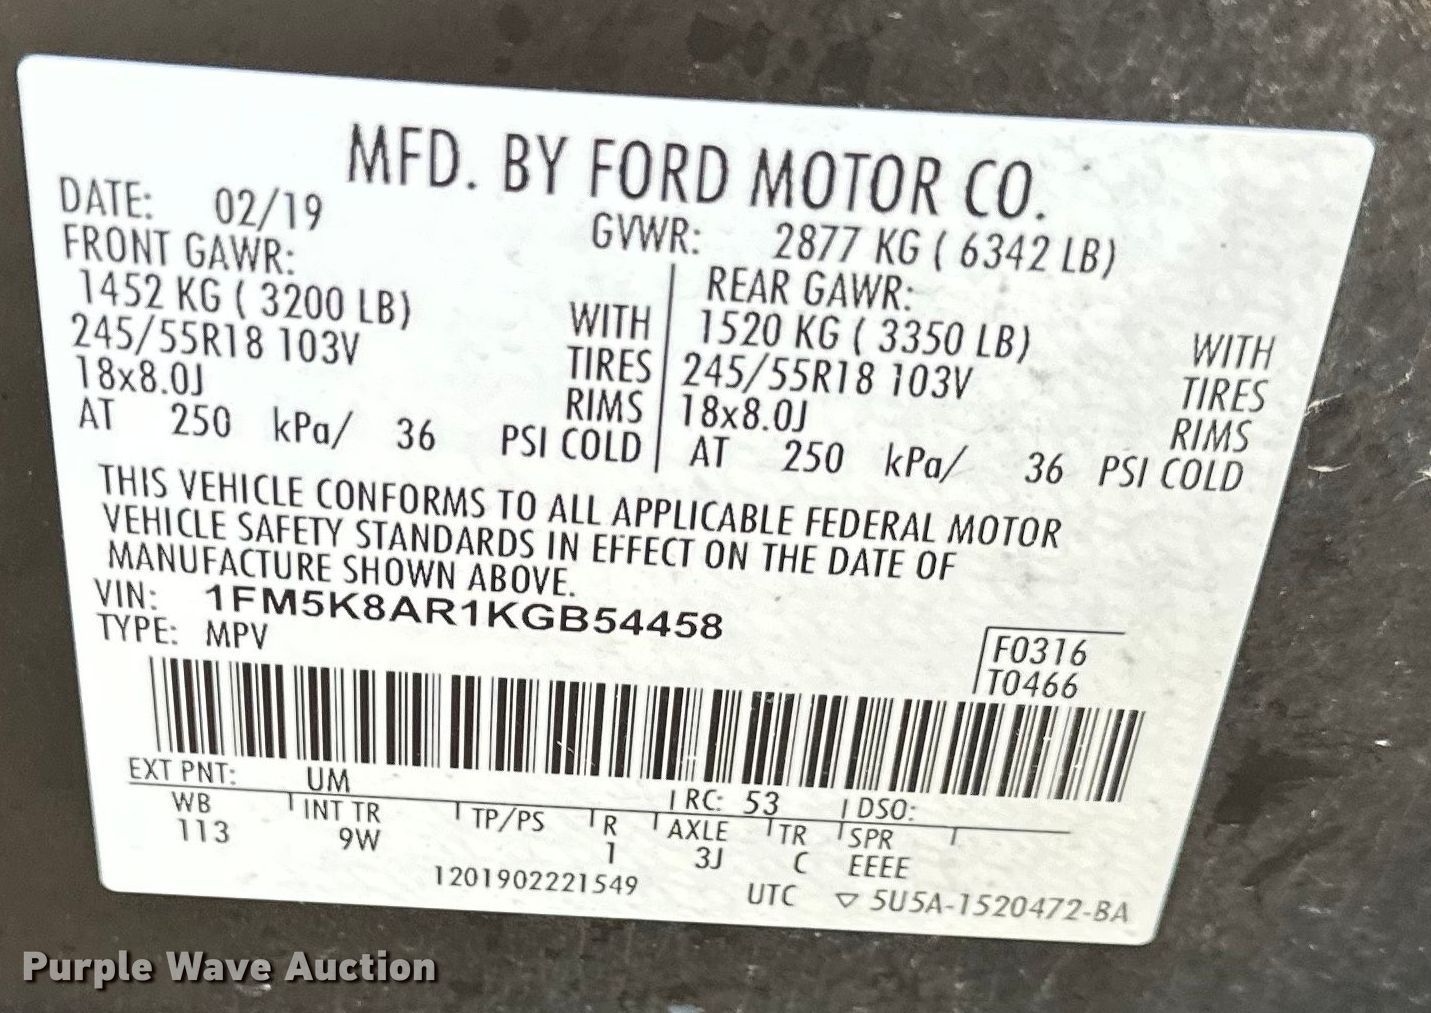 MFD. BY FORD MOTOR CO.
DATE: 02/19 GVWR: 2877 KG ( 6342 LB)
FRONT GAWR: REAR GAWR:
1452 KG ( 3200 LB) WITH 1520 KG ( 3350 LB) WITH
245/55R18 103V TIRES 245/55R18 103V TIRES
18x8.0J RIMS 18x8.0J RIMS
AT 250 kPa/ 36 PSI COLD AT 250 kPa/ 36 PSI COLD
THIS VEHICLE CONFORMS TO ALL APPLICABLE FEDERAL MOTOR
VEHICLE SAFETY STANDARDS IN EFFECT ON THE DATE OF
MANUFACTURE SHOWN ABOVE.
VIN: 1FM5K8AR1KGB54458
TYPE: MPV
F0316
T0466
EXT PNT: UM RC: 53 DSO:
WB INT TR TP/PS R AXLE TR SPR
113 9W 1 3J C EEEE
1201902221549 UTC ▽ 5U5A-1520472-BA
Purple Wave Auction